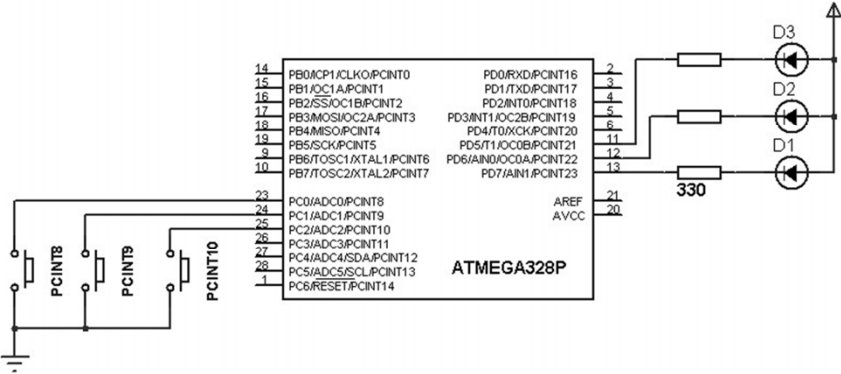 D3
14 PB0/ICP1/CLKO/PCINT0 PD0/RXD/PCINT16 2
15 PB1/OC1A/PCINT1 PD1/TXD/PCINT17 3
16 PB2/SS/OC1B/PCINT2 PD2/INT0/PCINT18 4
17 PB3/MOSI/OC2A/PCINT3 PD3/INT1/OC2B/PCINT19 5
18 PB4/MISO/PCINT4 PD4/T0/XCK/PCINT20 6
19 PB5/SCK/PCINT5 PD5/T1/OC0B/PCINT21 11
9 PB6/TOSC1/XTAL1/PCINT6 PD6/AIN0/OC0A/PCINT22 12
10 PB7/TOSC2/XTAL2/PCINT7 PD7/AIN1/PCINT23 13
D2
D1
330
23 PC0/ADC0/PCINT8 AREF 21
24 PC1/ADC1/PCINT9 AVCC 20
25 PC2/ADC2/PCINT10
26 PC3/ADC3/PCINT11
27 PC4/ADC4/SDA/PCINT12
28 PC5/ADC5/SCL/PCINT13
1 PC6/RESET/PCINT14
ATMEGA328P
PCINT8
PCINT9
PCINT10